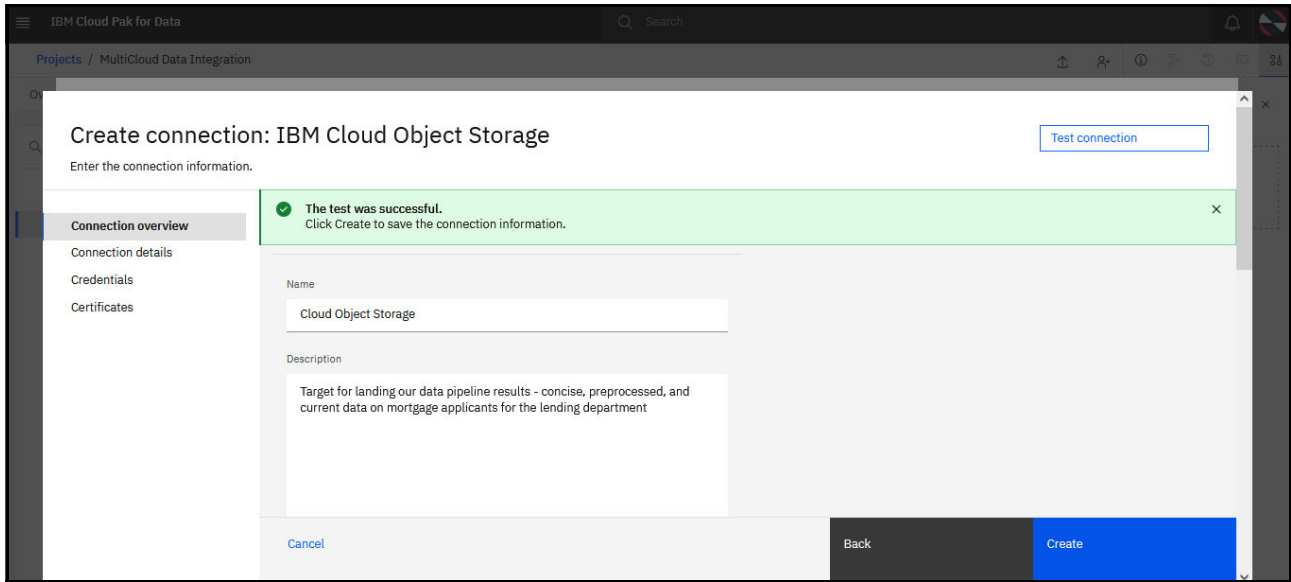 IBM Cloud Pak for Data
Search
Projects / MultiCloud Data Integration
Ov
Create connection: IBM Cloud Object Storage
Test connection
Enter the connection information.
The test was successful.
Click Create to save the connection information.
Connection overview
Connection details
Credentials
Certificates
Name
Cloud Object Storage
Description
Target for landing our data pipeline results - concise, preprocessed, and
current data on mortgage applicants for the lending department
Cancel
Back
Create